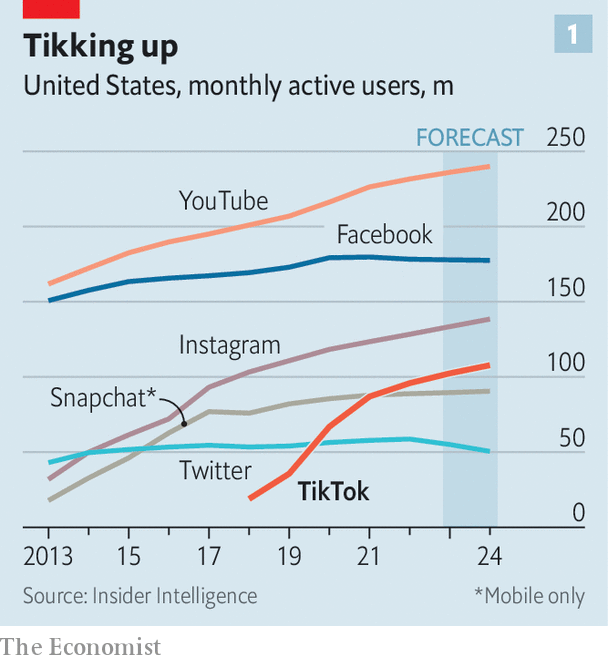 Tikking up
1
United States, monthly active users, m
FORECAST
250
YouTube
200
Facebook
150
Instagram
100
Snapchat*
50
Twitter
TikTok
0
2013 15 17 19 21 24
Source: Insider Intelligence
*Mobile only
The Economist